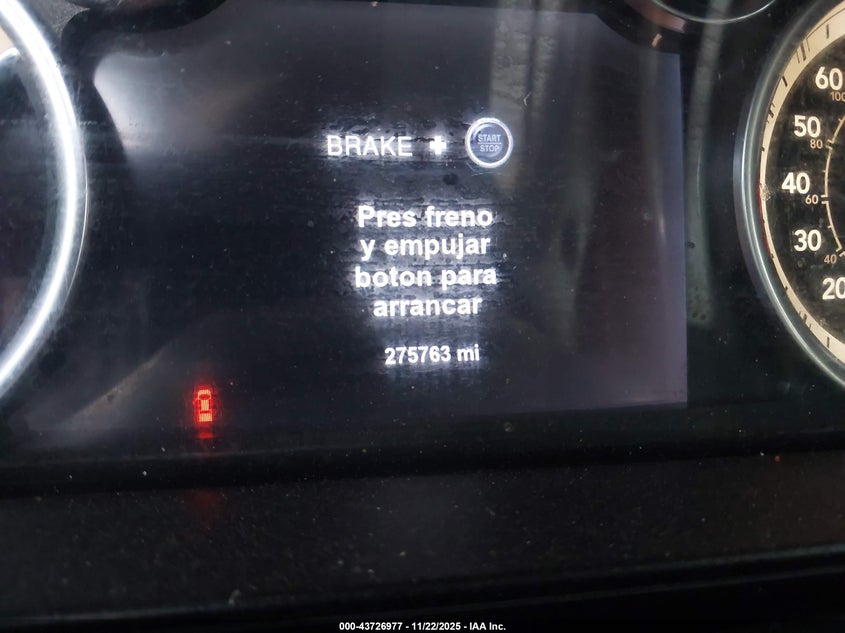 BRAKE + START STOP
Pres freno
y empujar
boton para
arrancar
275763 mi
60
100
50
80
40
60
30
40
20
000-43726977 - 11/22/2025 - IAA Inc.